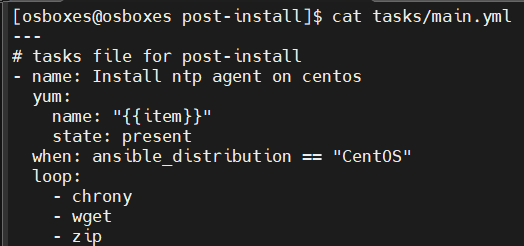 [osboxes@osboxes post-install]$ cat tasks/main.yml
---
# tasks file for post-install
- name: Install ntp agent on centos
  yum:
    name: "{{item}}"
    state: present
  when: ansible_distribution == "CentOS"
  loop:
    - chrony
    - wget
    - zip